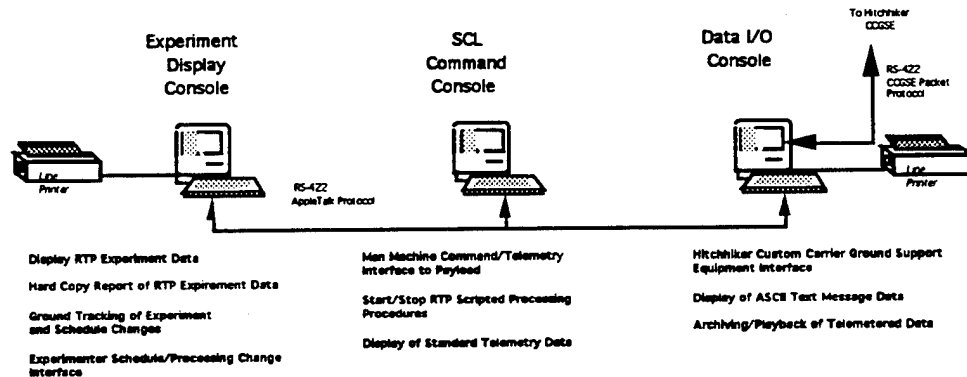 To Hitchhiker
CCGSE
Experiment
Display
Console
SCL
Command
Console
Data I/O
Console
RS-422
CCGSE Packet
Protocol
Line
Printer
RS-422
AppleTalk Protocol
Line
Printer
Display RTP Experiment Data
Hard Copy Report of RTP Expirement Data
Ground Tracking of Experiment
and Schedule Changes
Experimenter Schedule/Processing Change
Interface
Man Machine Command/Telemetry
Interface to Payload
Start/Stop RTP Scripted Processing
Procedures
Display of Standard Telemetry Data
Hitchhiker Custom Carrier Ground Support
Equipment Interface
Display of ASCII Text Message Data
Archiving/Playback of Telemetered Data